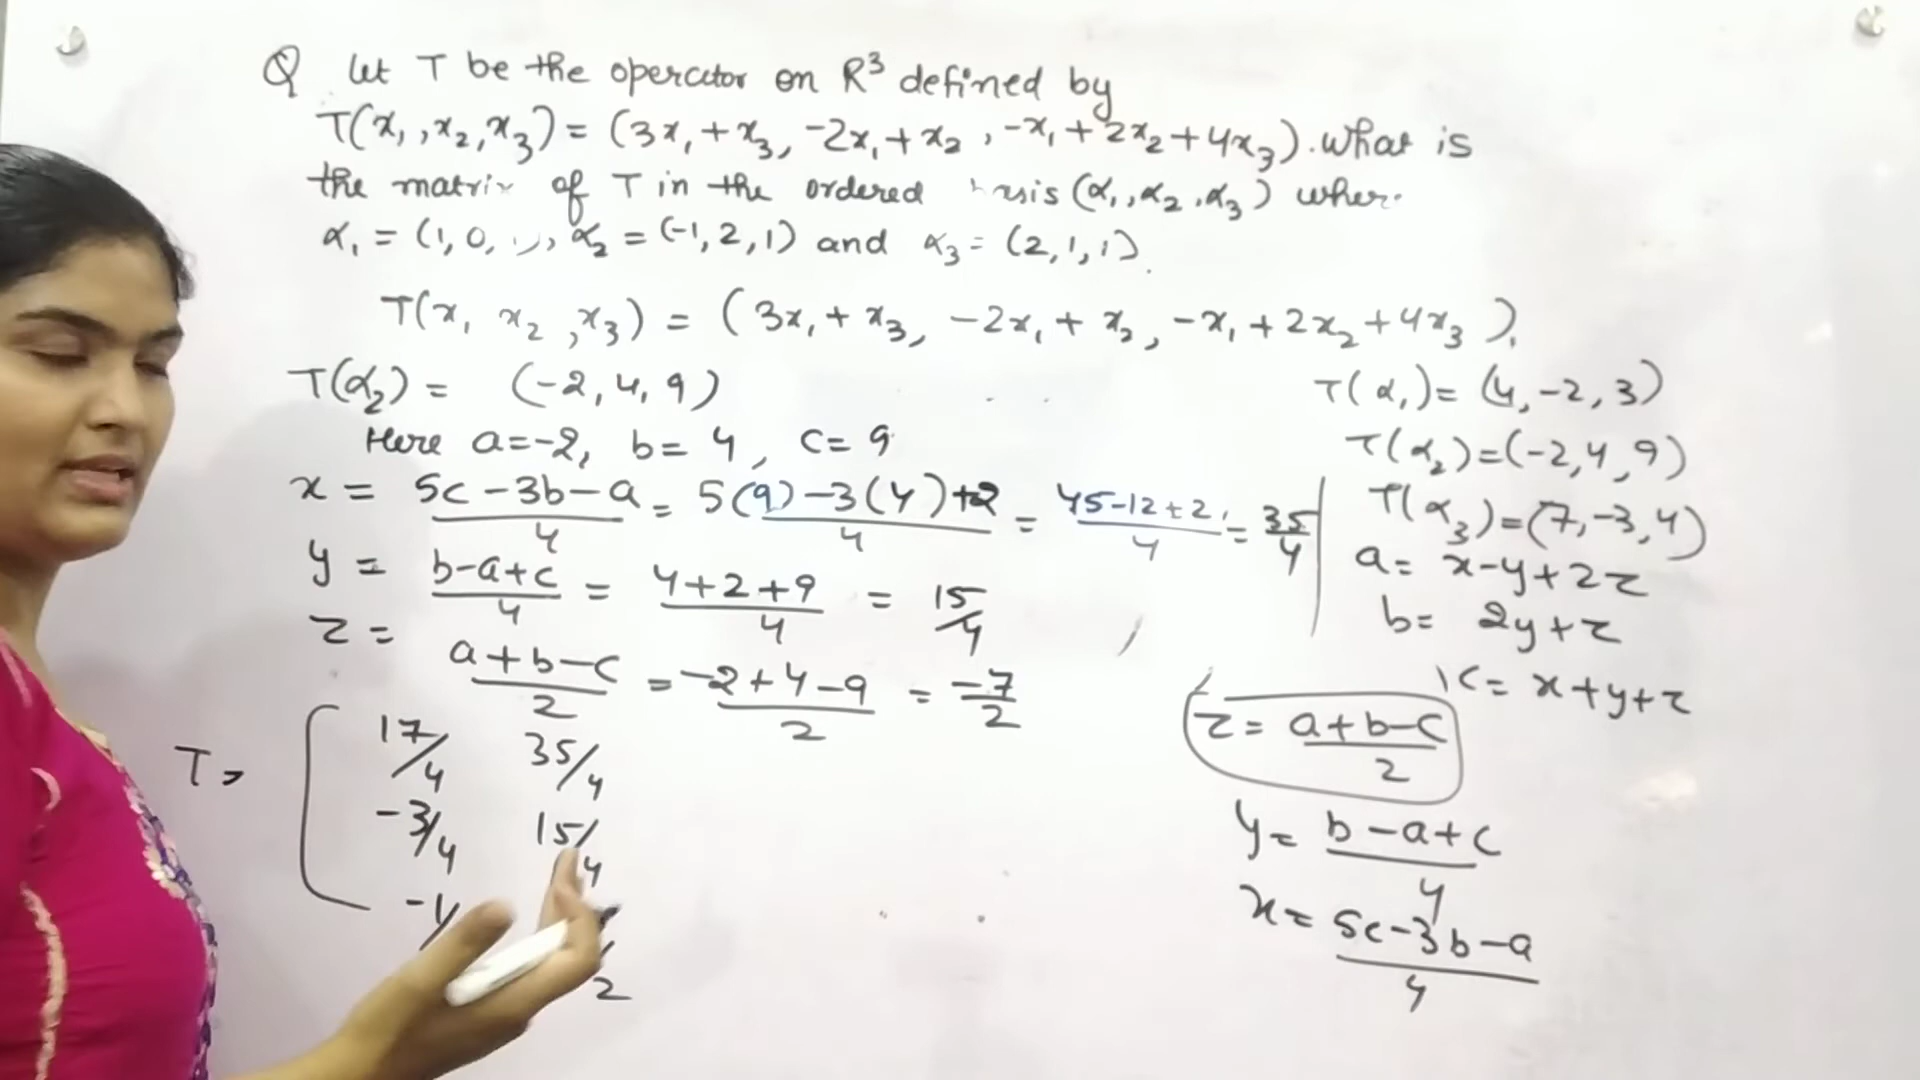 Q Let T be the operator on R³ defined by
T(x₁, x₂, x₃) = (3x₁ + x₃, -2x₁ + x₂, -x₁ + 2x₂ + 4x₃). What is
the matrix of T in the ordered basis (α₁, α₂, α₃) where
α₁ = (1, 0, 1), α₂ = (-1, 2, 1) and α₃ = (2, 1, 1).
T(x₁ x₂, x₃) = (3x₁ + x₃, -2x₁ + x₂, -x₁ + 2x₂ + 4x₃).
T(α₂) = (-2, 4, 9)
Here a=-2, b= 4, c= 9
x = (5c-3b-a)/4 = (5(9)-3(4)+2)/4 = (45-12+2)/4 = 35/4
y = (b-a+c)/4 = (4+2+9)/4 = 15/4
z = (a+b-c)/2 = (-2+4-9)/2 = -7/2
T = [ 17/4 35/4
-3/4 15/4
-1/ /2
T(α₁) = (4, -2, 3)
T(α₂) = (-2, 4, 9)
T(α₃) = (7, -3, 4)
a = x-y+2z
b = 2y+z
c = x+y+z
z = (a+b-c)/2
y = (b-a+c)/4
x = (5c-3b-a)/4